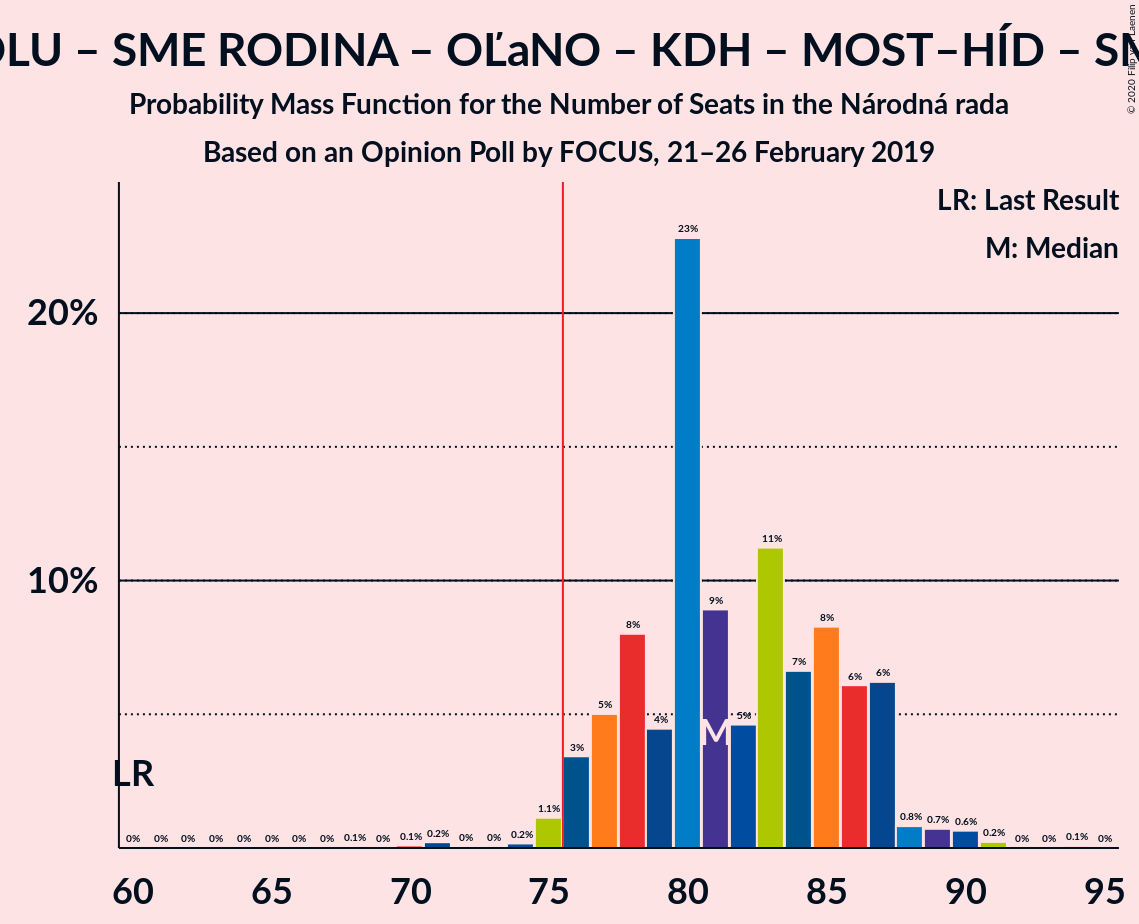 OLU – SME RODINA – OĽaNO – KDH – MOST–HÍD – SN
Probability Mass Function for the Number of Seats in the Národná rada
Based on an Opinion Poll by FOCUS, 21–26 February 2019
© 2020 Filip van Laenen
LR: Last Result
M: Median
20%
10%
LR
M
0% 0% 0% 0% 0% 0% 0% 0% 0.1% 0% 0.1% 0.2% 0% 0% 0.2% 1.1% 3% 5% 8% 4% 23% 9% 5% 11% 7% 8% 6% 6% 0.8% 0.7% 0.6% 0.2% 0% 0% 0.1% 0%
60 65 70 75 80 85 90 95